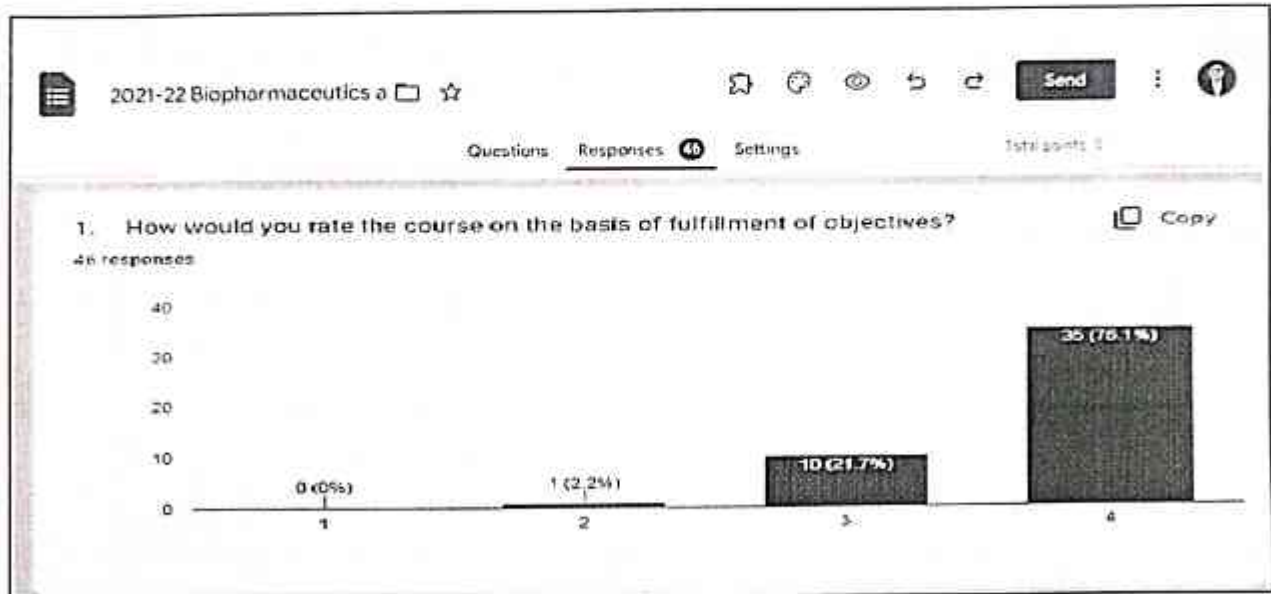 2021-22 Biopharmaceutics a
Send
Questions Responses 46 Settings
Total points:
1. How would you rate the course on the basis of fulfillment of objectives?
Copy
46 responses
40
30
20
10
0
0 (0%)
1 (2.2%)
10 (21.7%)
35 (76.1%)
1
2
3
4